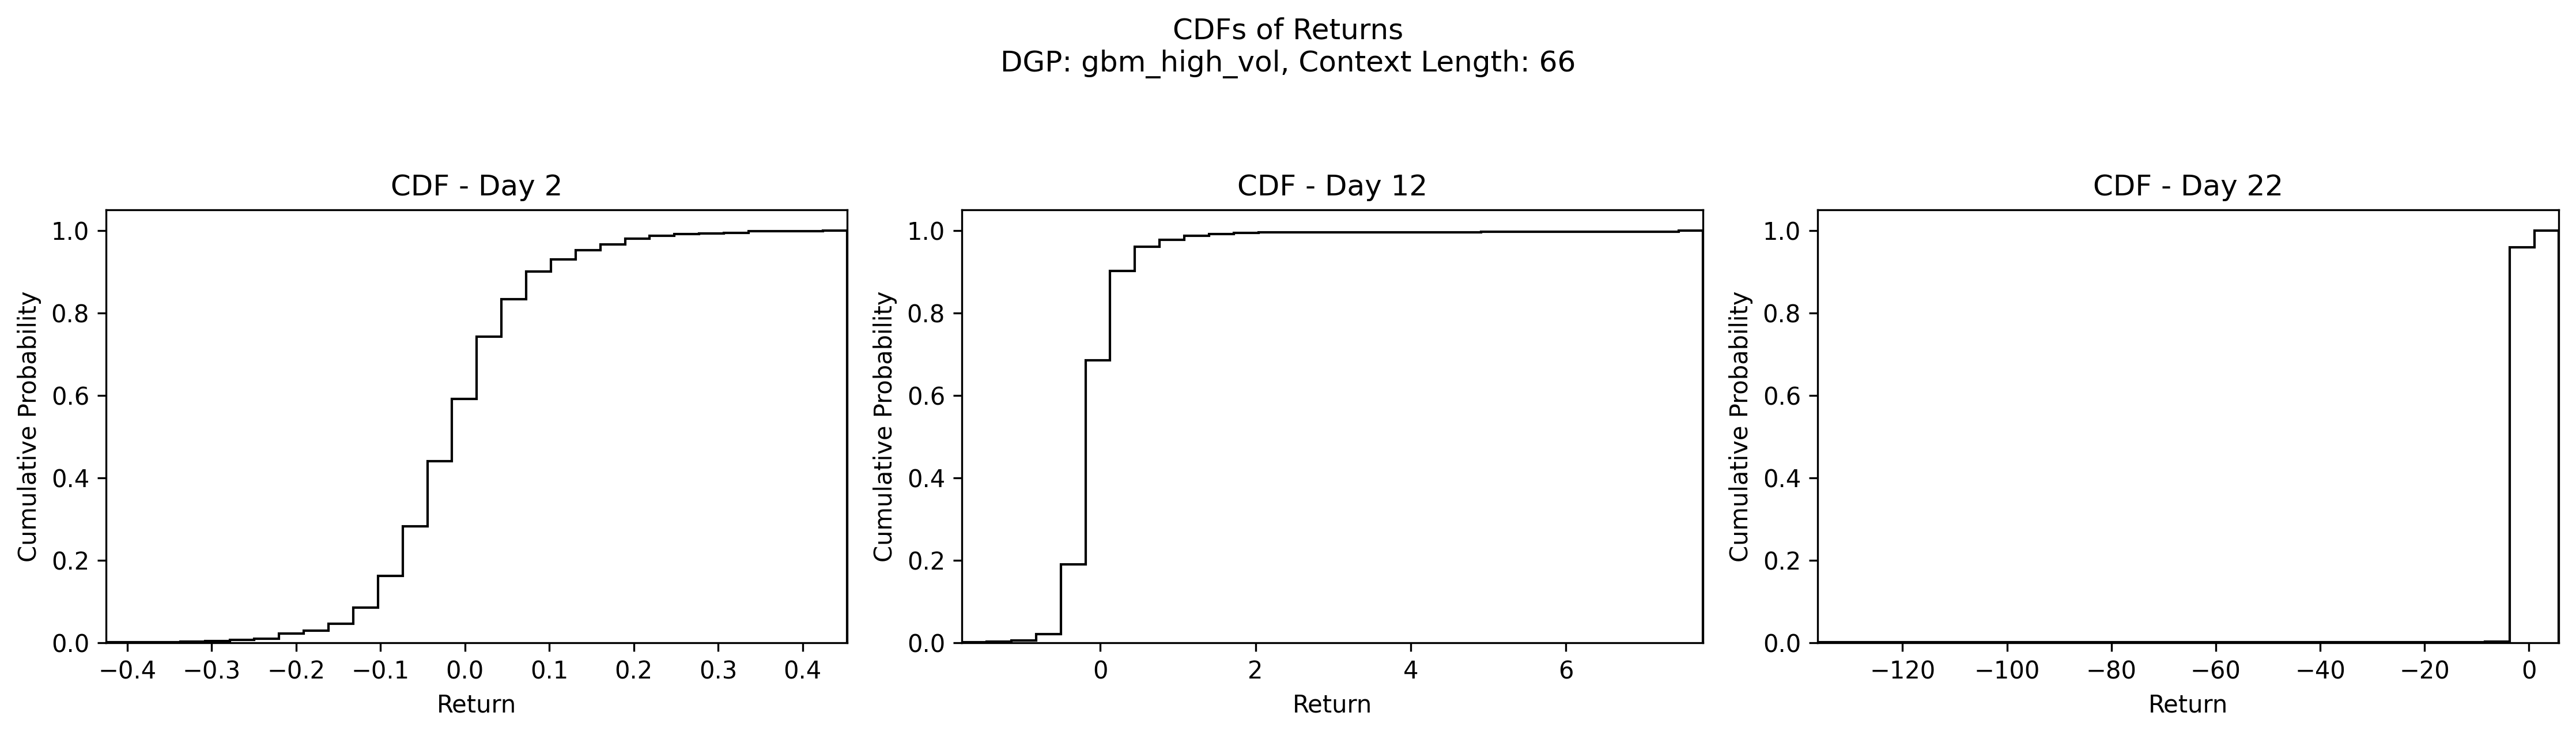 CDFs of Returns
DGP: gbm_high_vol, Context Length: 66
CDF - Day 2
1.0
0.8
0.6
0.4
0.2
0.0
Cumulative Probability
−0.4 −0.3 −0.2 −0.1 0.0 0.1 0.2 0.3 0.4
Return
CDF - Day 12
1.0
0.8
0.6
0.4
0.2
0.0
Cumulative Probability
0 2 4 6
Return
CDF - Day 22
1.0
0.8
0.6
0.4
0.2
0.0
Cumulative Probability
−120 −100 −80 −60 −40 −20 0
Return